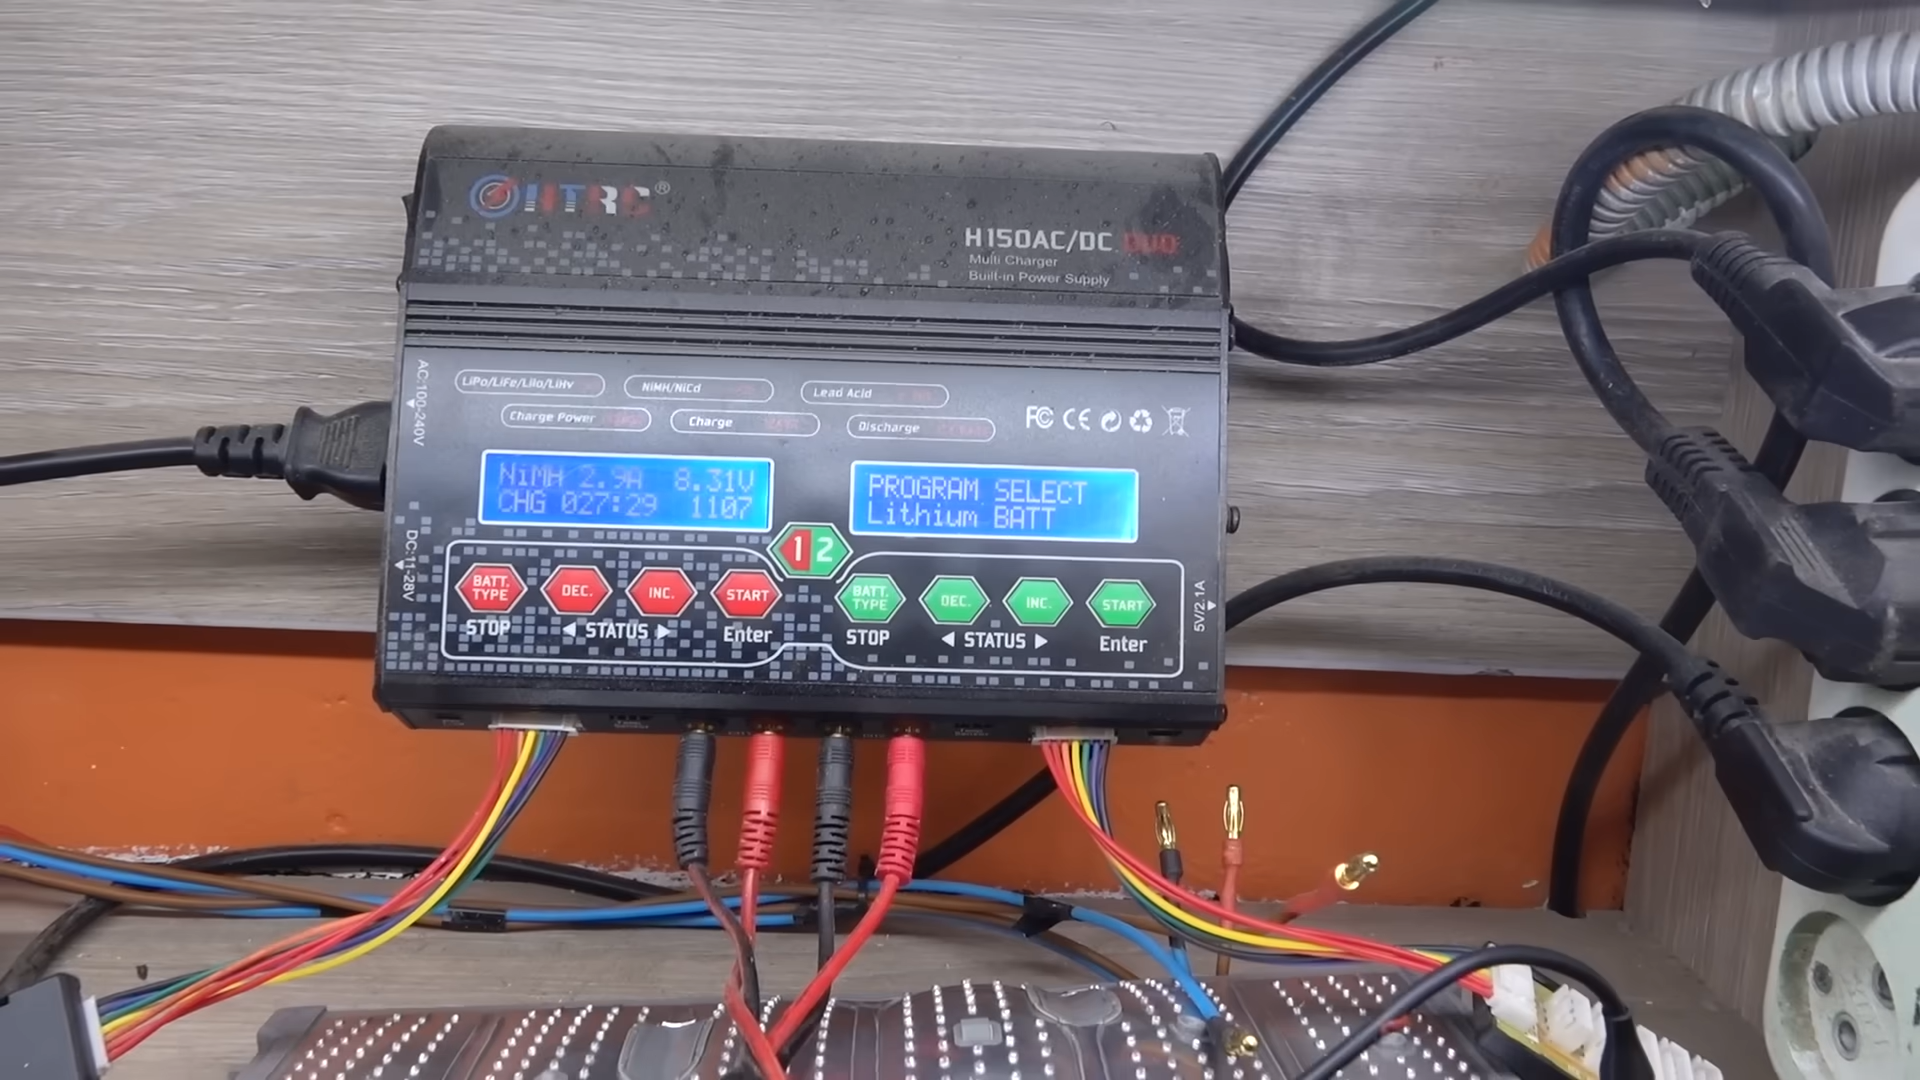 HTRC®
H150AC/DC DUO
Multi Charger
Built-in Power Supply
LiPo/LiFe/LiIo/LiHv
NiMH/NiCd
Lead Acid
Charge Power
Charge
Discharge
FC CE
AC:100-240V
DC:11-28V
NiMH 2.9A 8.31V
CHG 027:29 1107
PROGRAM SELECT
Lithium BATT
1 2
BATT. TYPE
DEC.
INC.
START
STOP
◄ STATUS ►
Enter
BATT. TYPE
DEC.
INC.
START
STOP
◄ STATUS ►
Enter
5V/2.1A